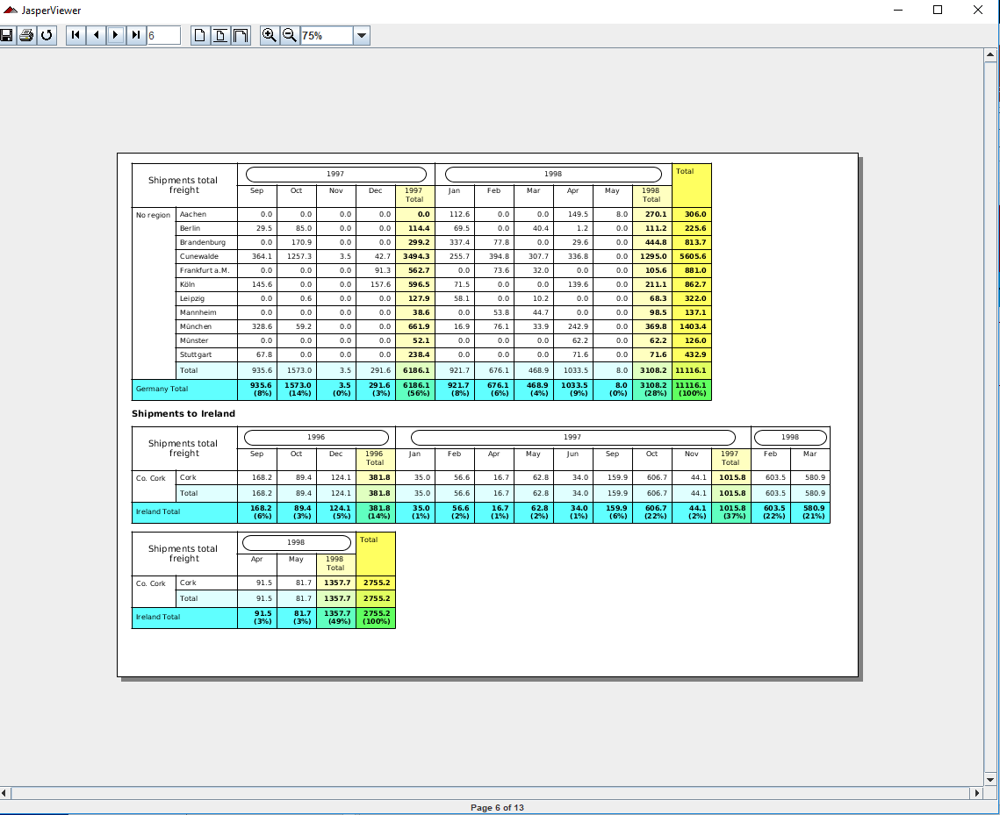 JasperViewer
6
75%
1997 1998 Total
Shipments total
freight
Sep Oct Nov Dec 1997 Total Jan Feb Mar Apr May 1998 Total
No region Aachen 0.0 0.0 0.0 0.0 0.0 112.6 0.0 0.0 149.5 8.0 270.1 306.0
Berlin 29.5 85.0 0.0 0.0 114.4 69.5 0.0 40.4 1.2 0.0 111.2 225.6
Brandenburg 0.0 170.9 0.0 0.0 299.2 337.4 77.8 0.0 29.6 0.0 444.8 813.7
Cunewalde 364.1 1257.3 3.5 42.7 3494.3 255.7 394.8 307.7 336.8 0.0 1295.0 5605.6
Frankfurt a.M. 0.0 0.0 0.0 91.3 562.7 0.0 73.6 32.0 0.0 0.0 105.6 881.0
Köln 145.6 0.0 0.0 157.6 596.5 71.5 0.0 0.0 139.6 0.0 211.1 862.7
Leipzig 0.0 0.6 0.0 0.0 127.9 58.1 0.0 10.2 0.0 0.0 68.3 322.0
Mannheim 0.0 0.0 0.0 0.0 38.6 0.0 53.8 44.7 0.0 0.0 98.5 137.1
München 328.6 59.2 0.0 0.0 661.9 16.9 76.1 33.9 242.9 0.0 369.8 1403.4
Münster 0.0 0.0 0.0 0.0 52.1 0.0 0.0 0.0 62.2 0.0 62.2 126.0
Stuttgart 67.8 0.0 0.0 0.0 238.4 0.0 0.0 0.0 71.6 0.0 71.6 432.9
Total 935.6 1573.0 3.5 291.6 6186.1 921.7 676.1 468.9 1033.5 8.0 3108.2 11116.1
Germany Total 935.6 1573.0 3.5 291.6 6186.1 921.7 676.1 468.9 1033.5 8.0 3108.2 11116.1
(8%) (14%) (0%) (3%) (56%) (8%) (6%) (4%) (9%) (0%) (28%) (100%)
Shipments to Ireland
1996 1997 1998
Shipments total
freight
Sep Oct Dec 1996 Total Jan Feb Apr May Jun Sep Oct Nov 1997 Total Feb Mar
Co. Cork Cork 168.2 89.4 124.1 381.8 35.0 56.6 16.7 62.8 34.0 159.9 606.7 44.1 1015.8 603.5 580.9
Total 168.2 89.4 124.1 381.8 35.0 56.6 16.7 62.8 34.0 159.9 606.7 44.1 1015.8 603.5 580.9
Ireland Total 168.2 89.4 124.1 381.8 35.0 56.6 16.7 62.8 34.0 159.9 606.7 44.1 1015.8 603.5 580.9
(6%) (3%) (5%) (14%) (1%) (2%) (1%) (2%) (1%) (6%) (22%) (2%) (37%) (22%) (21%)
1998 Total
Shipments total
freight
Apr May 1998 Total
Co. Cork Cork 91.5 81.7 1357.7 2755.2
Total 91.5 81.7 1357.7 2755.2
Ireland Total 91.5 81.7 1357.7 2755.2
(3%) (3%) (49%) (100%)
Page 6 of 13